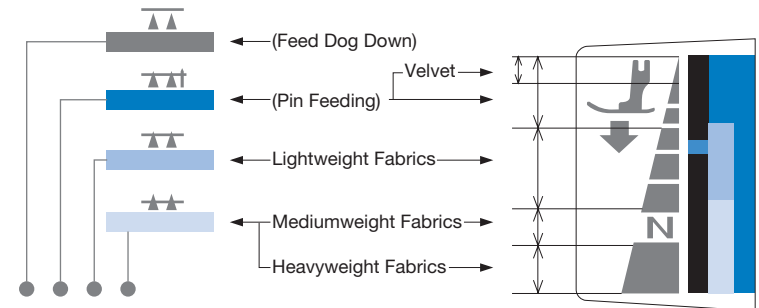 (Feed Dog Down)
Velvet
(Pin Feeding)
Lightweight Fabrics
Mediumweight Fabrics
N
Heavyweight Fabrics